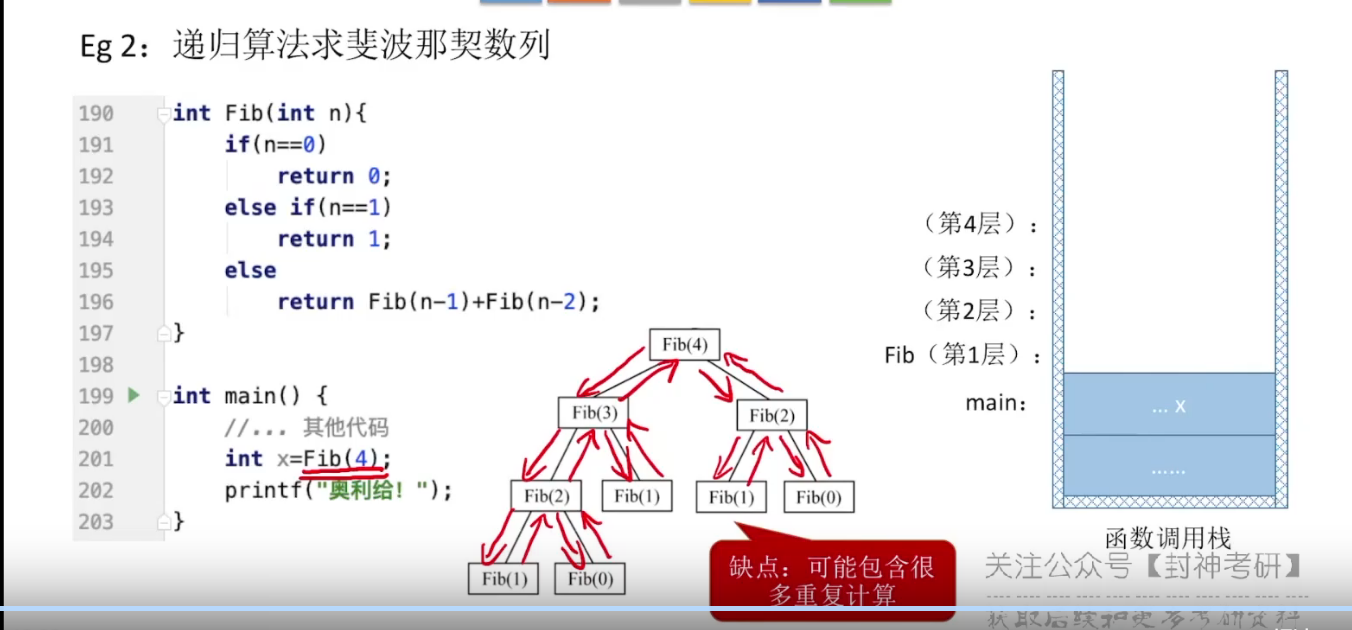 Eg 2：递归算法求斐波那契数列
190 int Fib(int n){
191 if(n==0)
192 return 0;
193 else if(n==1)
194 return 1;
195 else
196 return Fib(n-1)+Fib(n-2);
197 }
198
199 int main() {
200 //... 其他代码
201 int x=Fib(4);
202 printf("奥利给！");
203 }
Fib(4)
Fib(3) Fib(2)
Fib(2) Fib(1) Fib(1) Fib(0)
Fib(1) Fib(0)
缺点：可能包含很
多重复计算
（第4层）：
（第3层）：
（第2层）：
Fib（第1层）：
main： ... x
......
函数调用栈
关注公众号【封神考研】